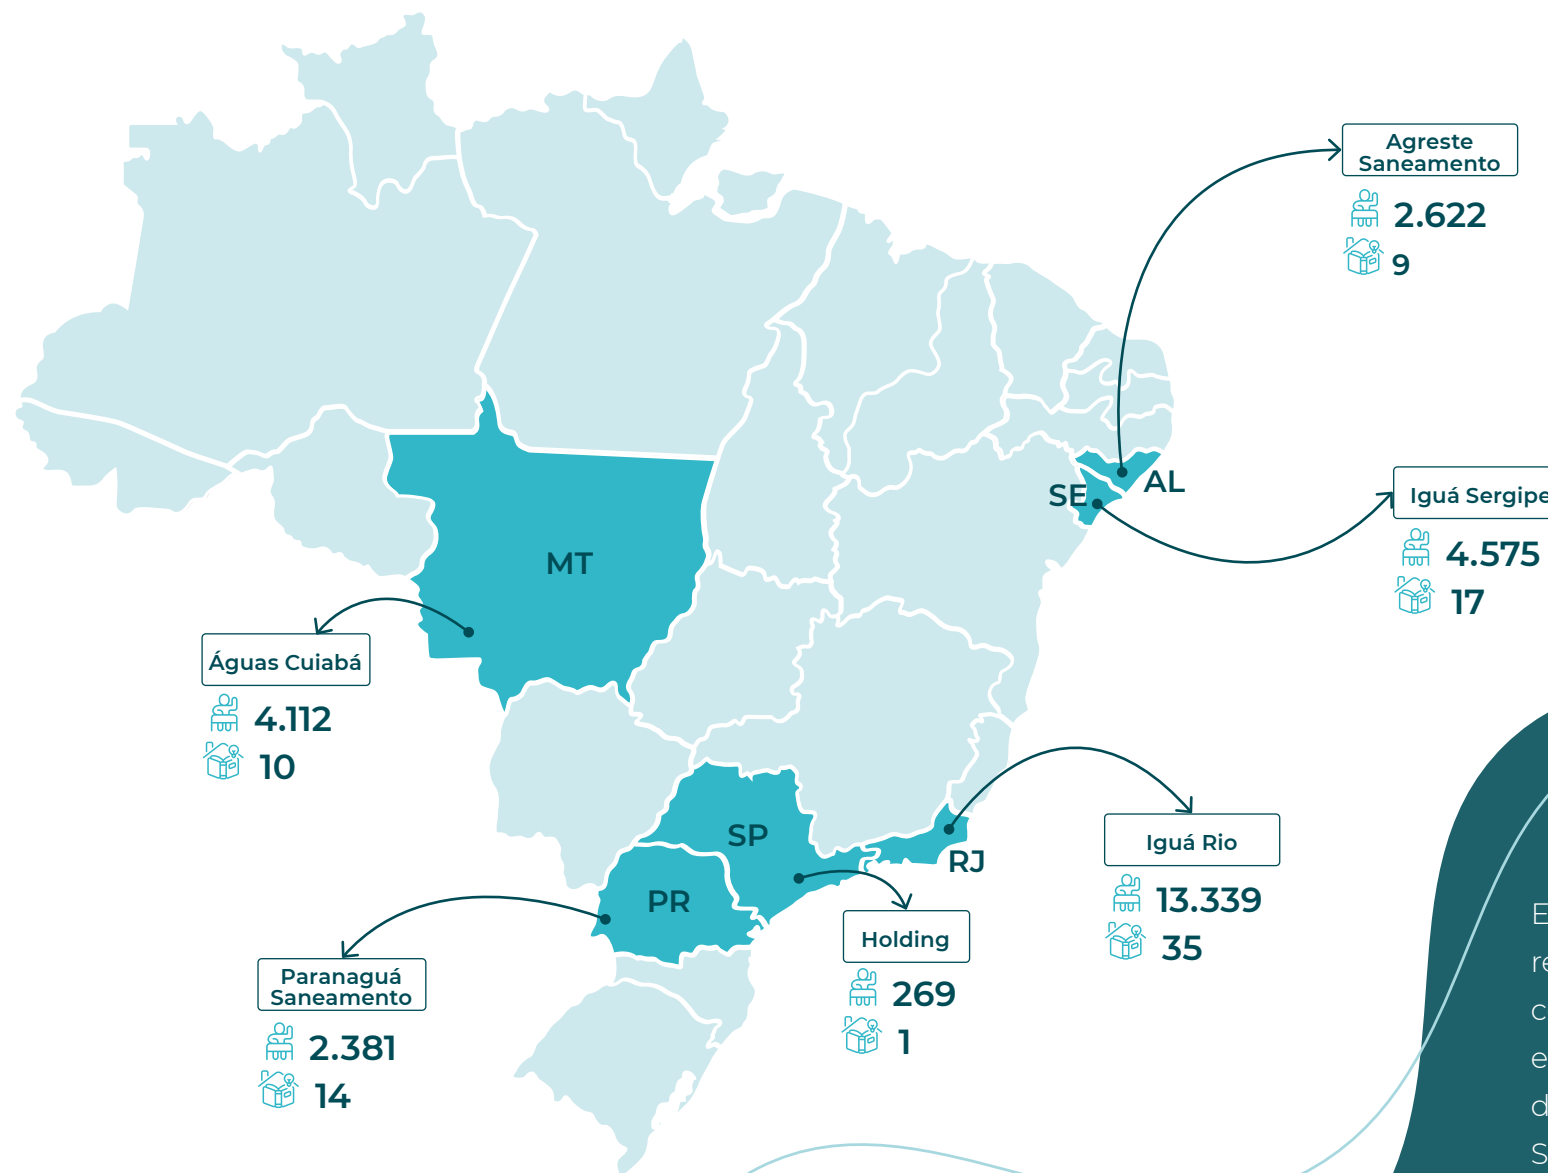 Agreste
Saneamento
2.622
9
SE
AL
Iguá Sergipe
4.575
17
MT
Águas Cuiabá
4.112
10
SP
RJ
PR
Iguá Rio
13.339
35
Holding
269
1
Paranaguá
Saneamento
2.381
14